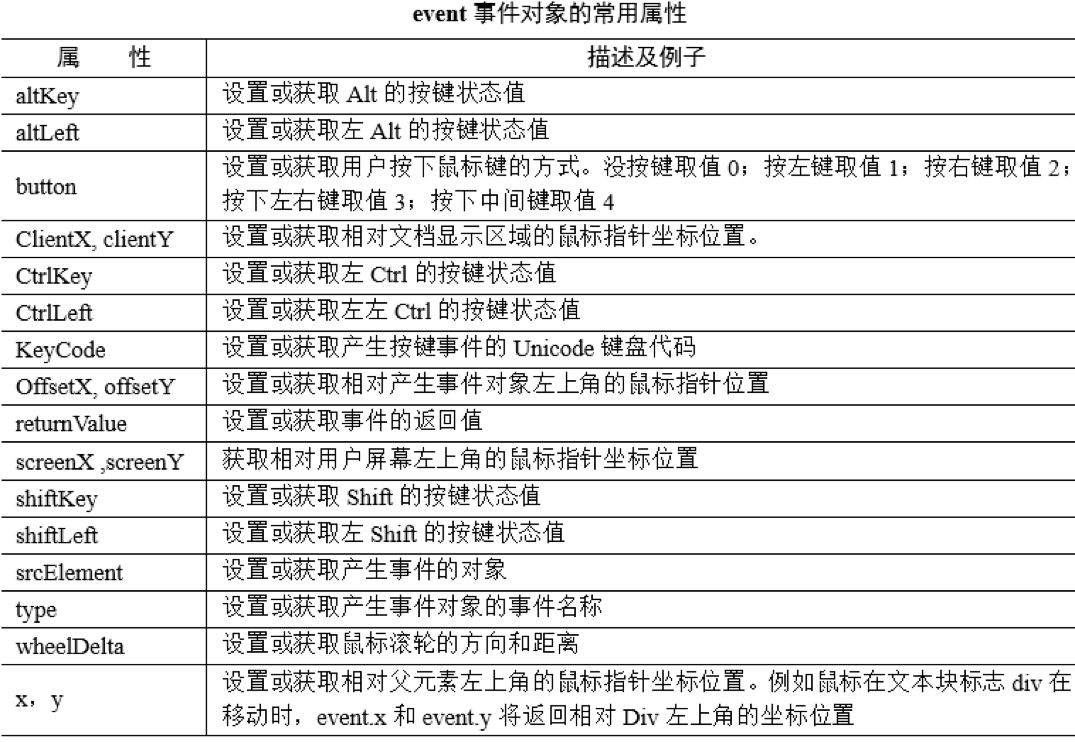 event 事件对象的常用属性
属 性 描述及例子
altKey 设置或获取 Alt 的按键状态值
altLeft 设置或获取左 Alt 的按键状态值
button 设置或获取用户按下鼠标键的方式。没按键取值 0；按左键取值 1；按右键取值 2；
按下左右键取值 3；按下中间键取值 4
ClientX, clientY 设置或获取相对文档显示区域的鼠标指针坐标位置。
CtrlKey 设置或获取左 Ctrl 的按键状态值
CtrlLeft 设置或获取左左 Ctrl 的按键状态值
KeyCode 设置或获取产生按键事件的 Unicode 键盘代码
OffsetX, offsetY 设置或获取相对产生事件对象左上角的鼠标指针位置
returnValue 设置或获取事件的返回值
screenX ,screenY 获取相对用户屏幕左上角的鼠标指针坐标位置
shiftKey 设置或获取 Shift 的按键状态值
shiftLeft 设置或获取左 Shift 的按键状态值
srcElement 设置或获取产生事件的对象
type 设置或获取产生事件对象的事件名称
wheelDelta 设置或获取鼠标滚轮的方向和距离
x，y 设置或获取相对父元素左上角的鼠标指针坐标位置。例如鼠标在文本块标志 div 在
移动时，event.x 和 event.y 将返回相对 Div 左上角的坐标位置